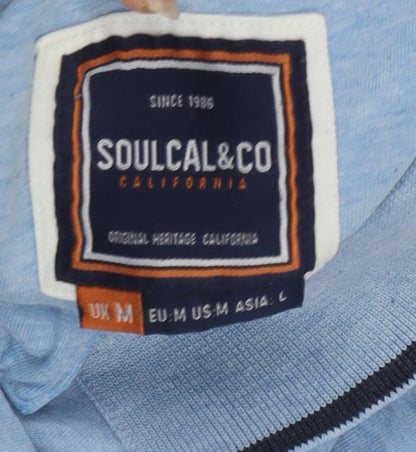 SINCE 1986
SOULCAL&CO
CALIFORNIA
ORIGINAL HERITAGE CALIFORNIA
UK M EU:M US:M ASIA: L